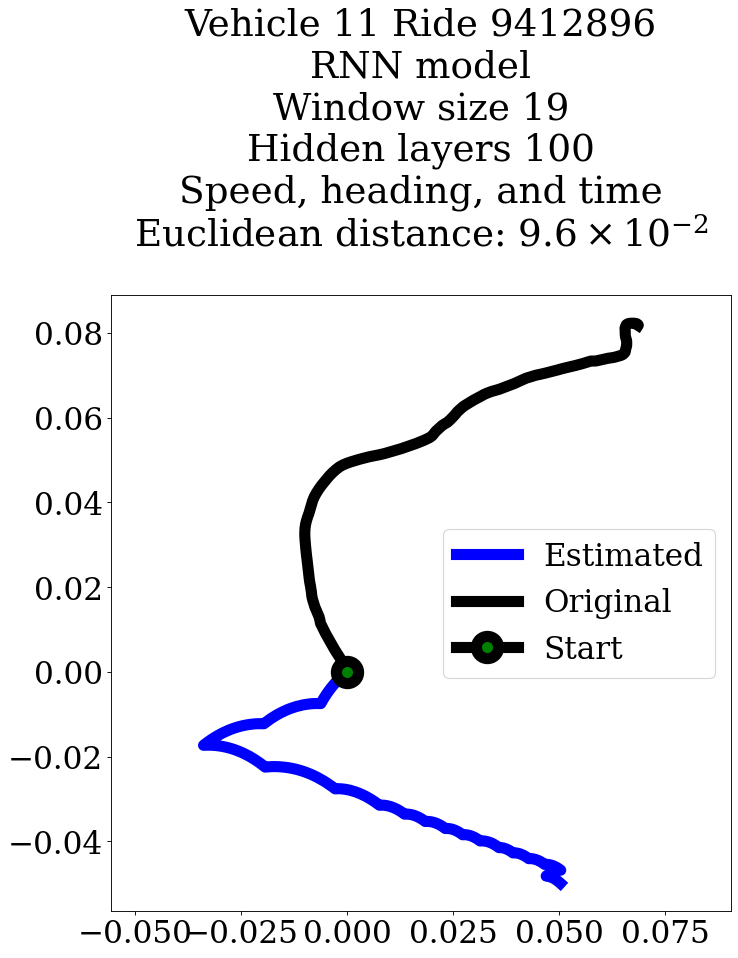 Vehicle 11 Ride 9412896
RNN model
Window size 19
Hidden layers 100
Speed, heading, and time
Euclidean distance: 9.6 × 10⁻²
0.08
0.06
0.04
0.02
0.00
−0.02
−0.04
Estimated
Original
Start
−0.050 −0.025 0.000 0.025 0.050 0.075